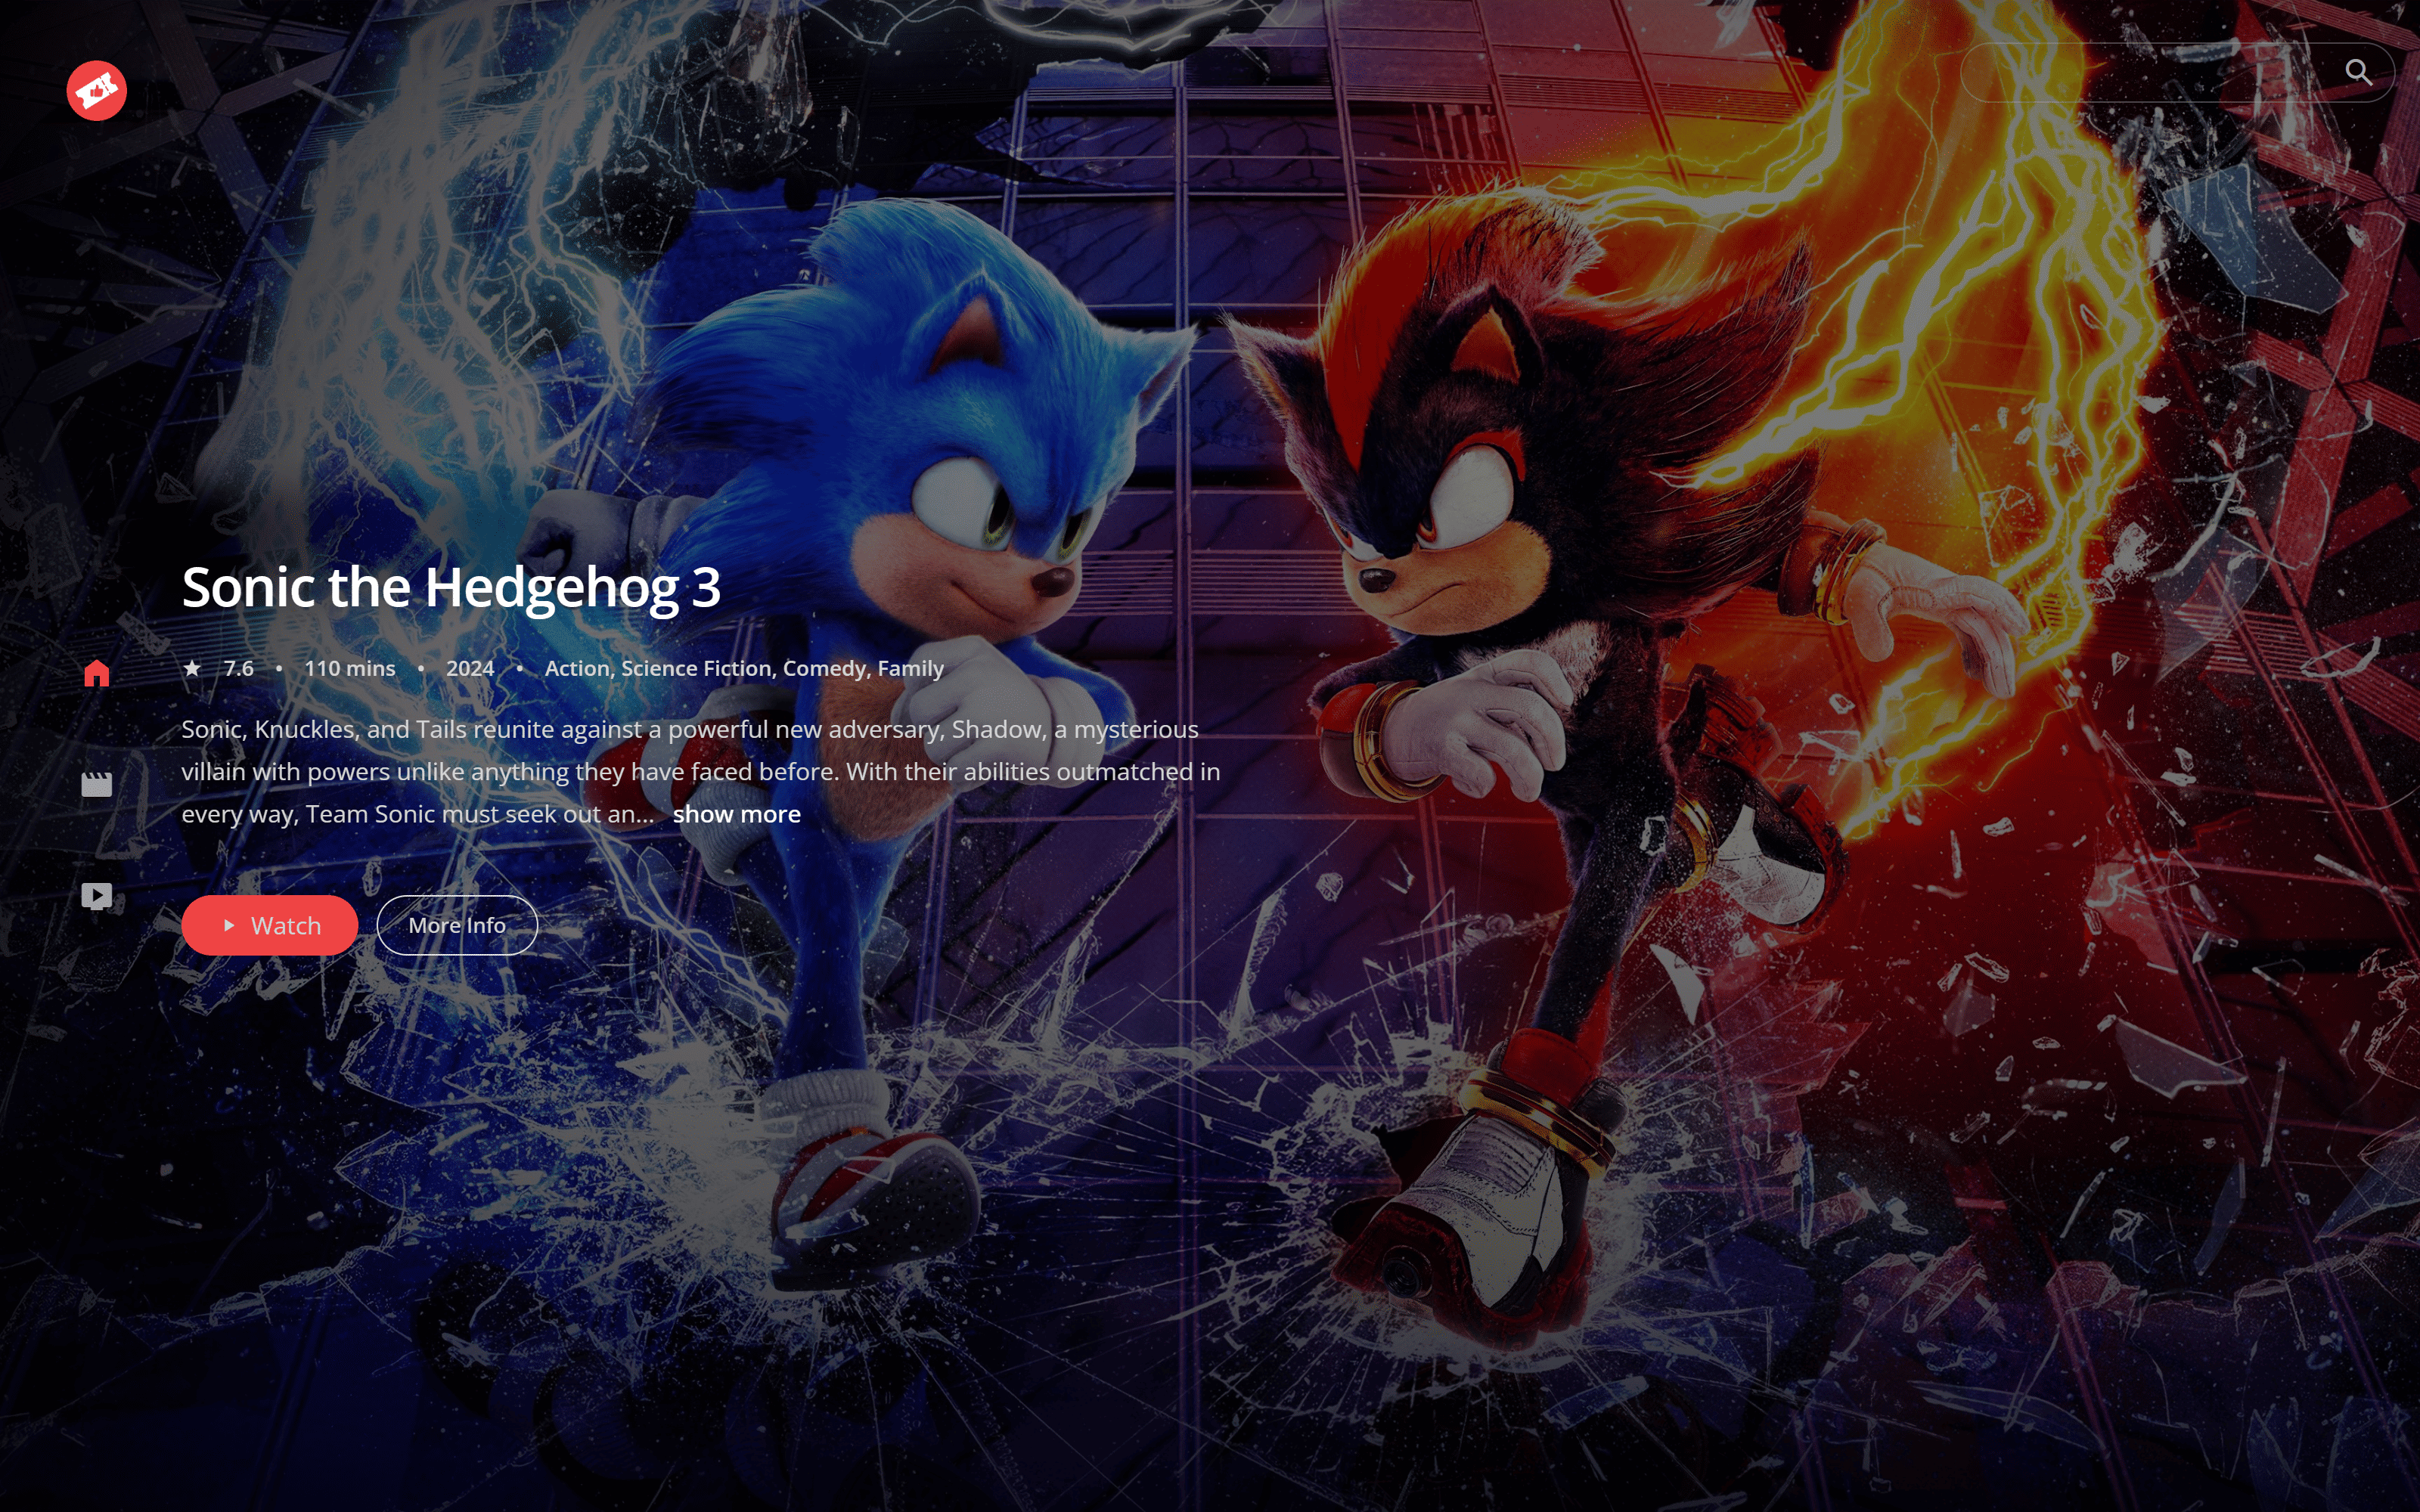 Sonic the Hedgehog 3
7.6 • 110 mins • 2024 • Action, Science Fiction, Comedy, Family
Sonic, Knuckles, and Tails reunite against a powerful new adversary, Shadow, a mysterious
villain with powers unlike anything they have faced before. With their abilities outmatched in
every way, Team Sonic must seek out an... show more
Watch
More Info